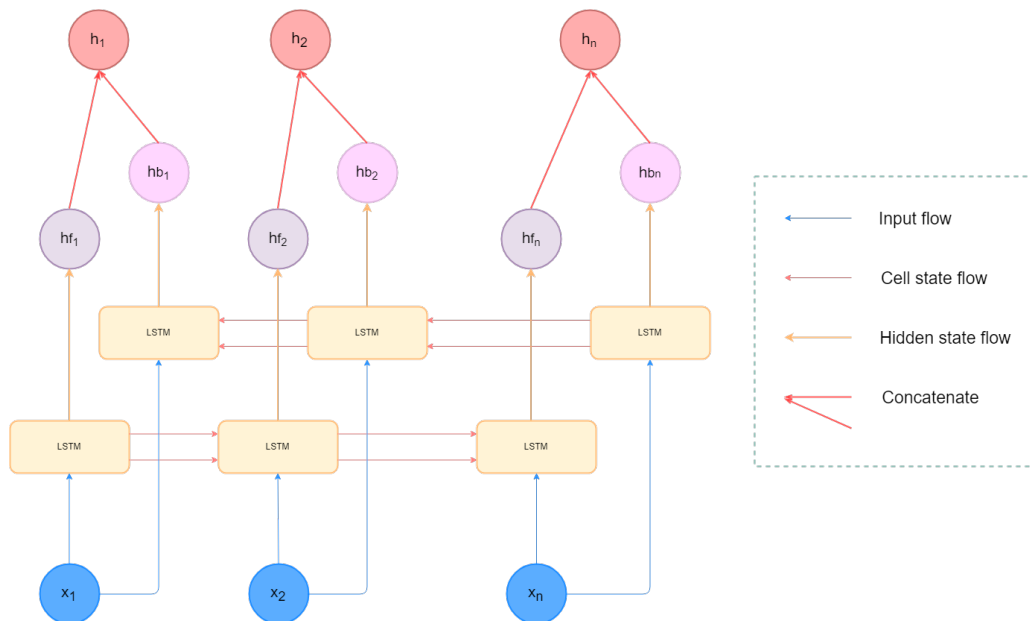 h1
h2
hn
hb1
hb2
hbn
hf1
hf2
hfn
LSTM
LSTM
LSTM
LSTM
LSTM
LSTM
x1
x2
xn
Input flow
Cell state flow
Hidden state flow
Concatenate